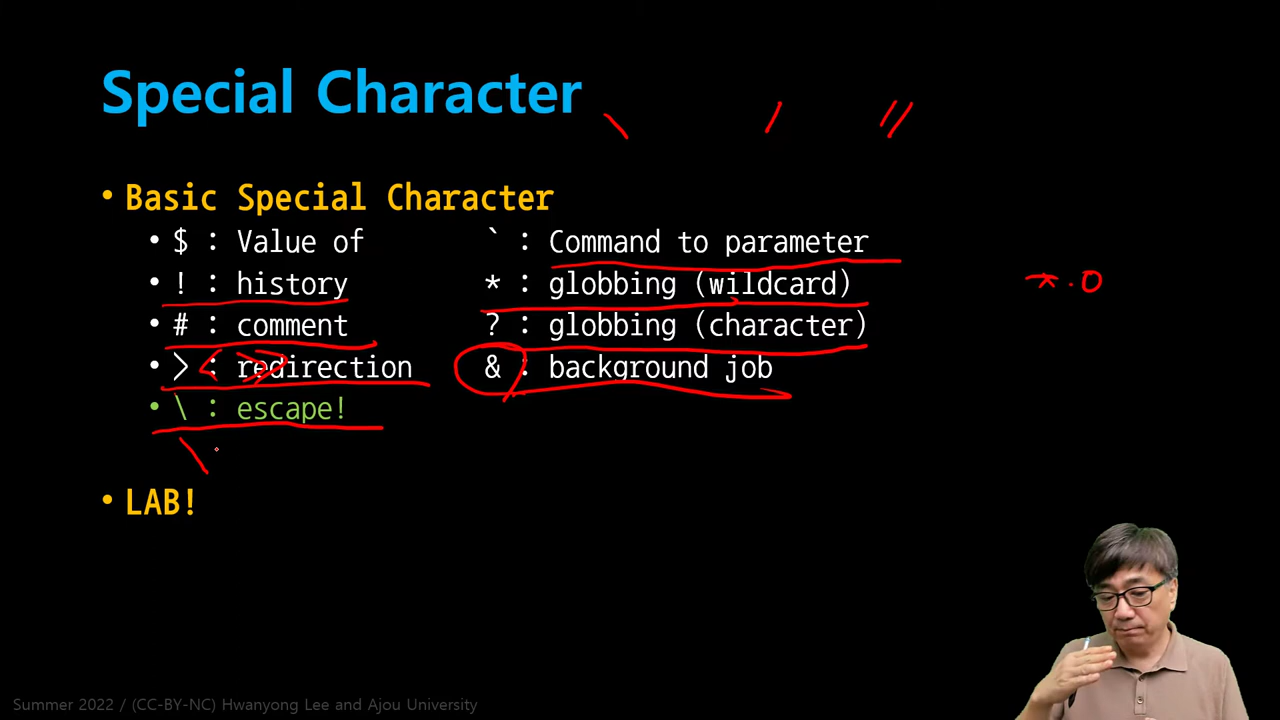 Special Character
\ / //
• Basic Special Character
• $ : Value of
` : Command to parameter
• ! : history
* : globbing (wildcard)
*.o
• # : comment
? : globbing (character)
• > < >> : redirection
& : background job
• \ : escape!
\
• LAB!
Summer 2022 / (CC-BY-NC) Hwanyong Lee and Ajou University